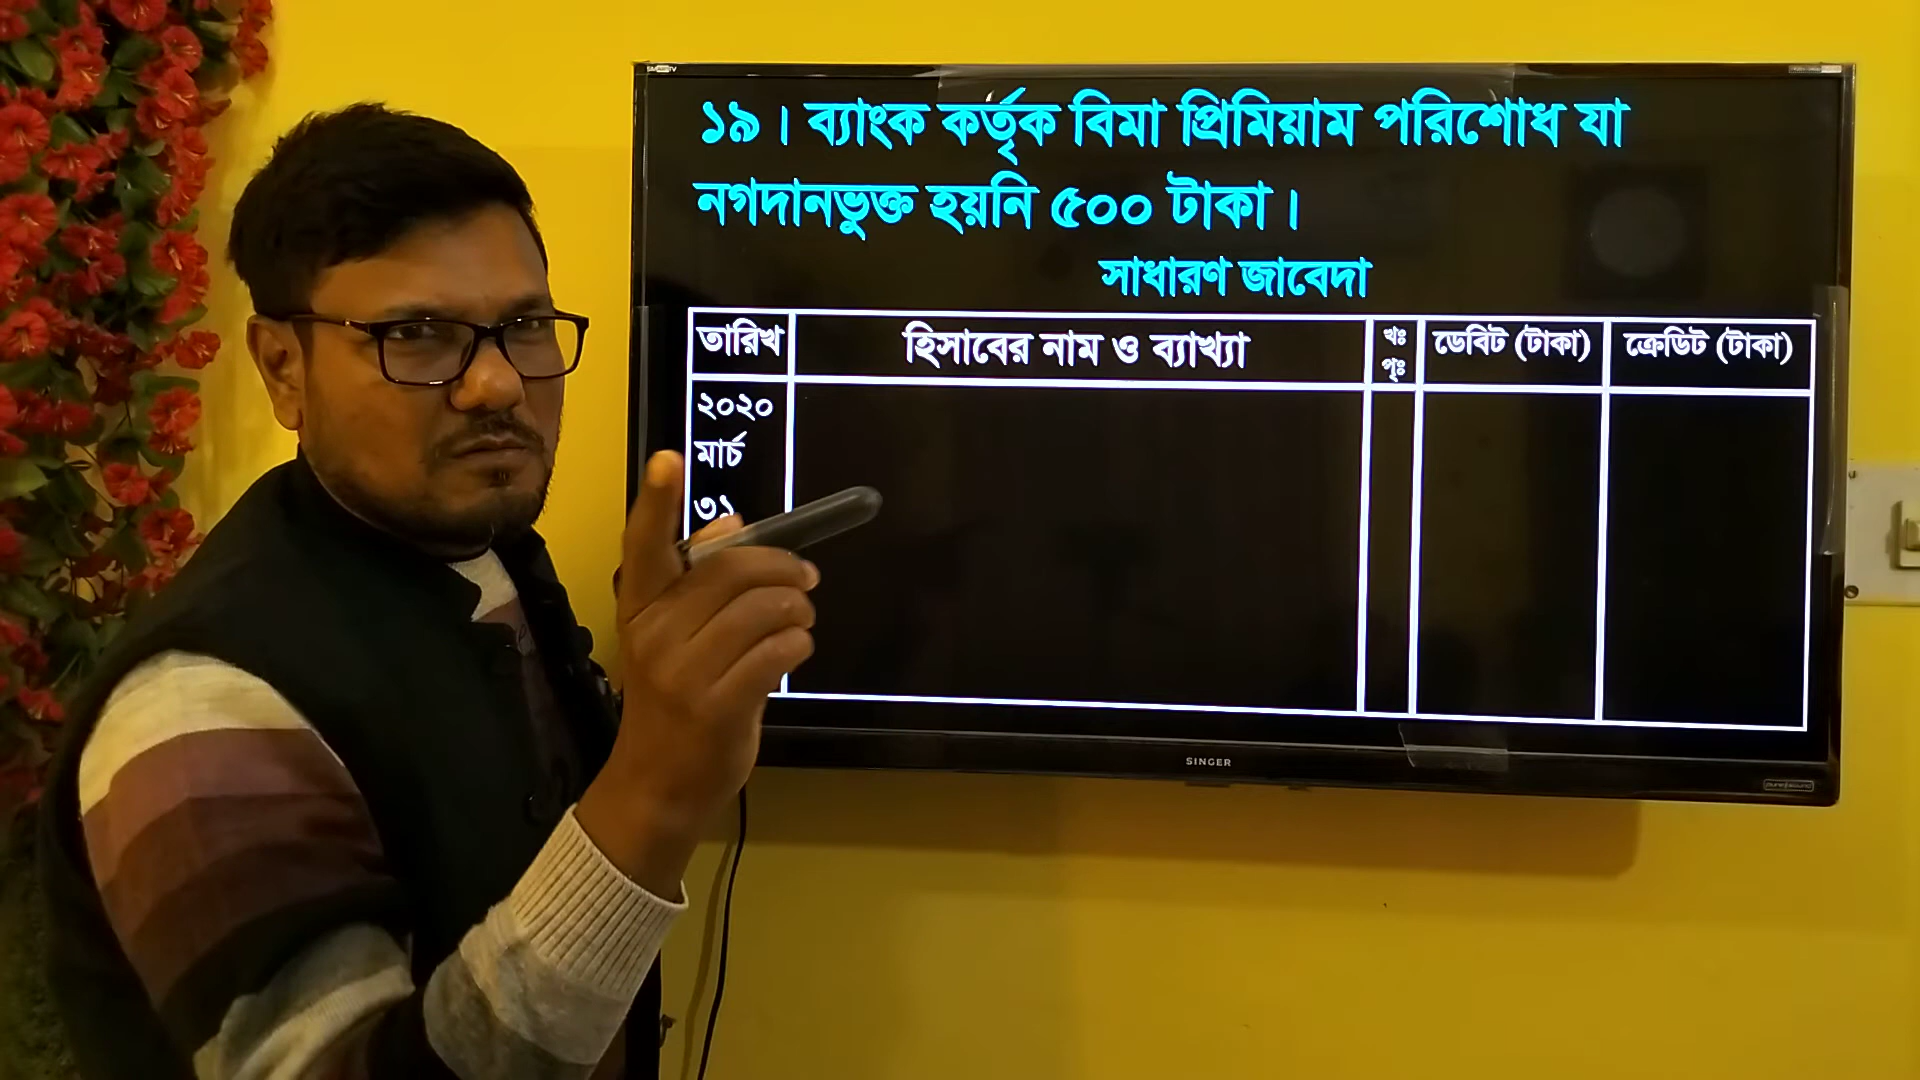 ১৯। ব্যাংক কর্তৃক বিমা প্রিমিয়াম পরিশোধ যা
নগদানভুক্ত হয়নি ৫০০ টাকা।
সাধারণ জাবেদা
তারিখ হিসাবের নাম ও ব্যাখ্যা খঃ পৃঃ ডেবিট (টাকা) ক্রেডিট (টাকা)
২০২০
মার্চ
৩১
SINGER